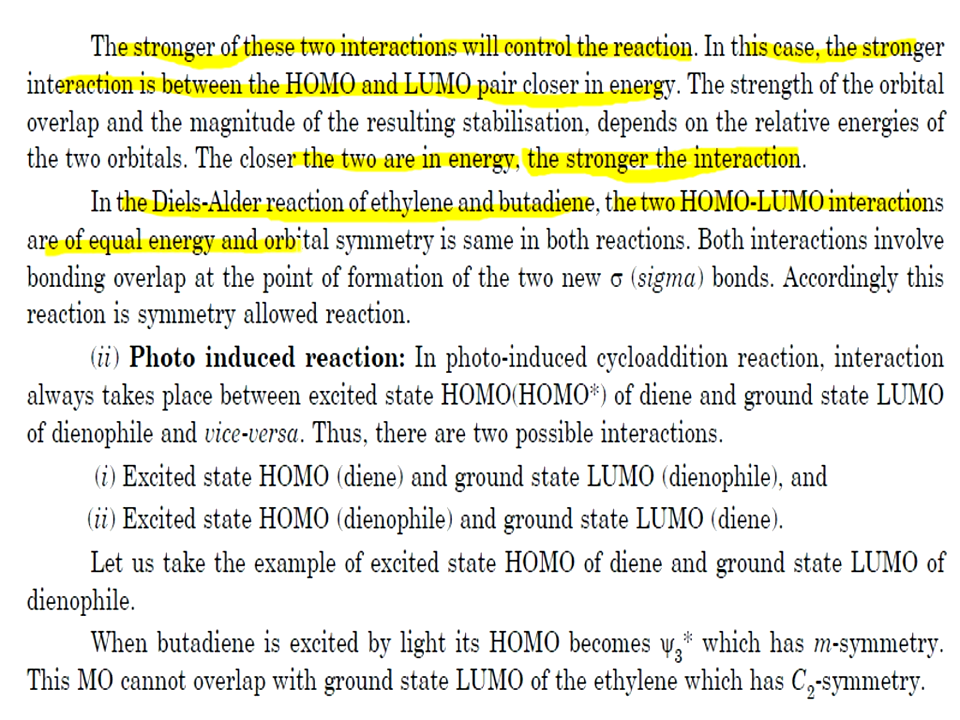 The stronger of these two interactions will control the reaction. In this case, the stronger
interaction is between the HOMO and LUMO pair closer in energy. The strength of the orbital
overlap and the magnitude of the resulting stabilisation, depends on the relative energies of
the two orbitals. The closer the two are in energy, the stronger the interaction.
In the Diels-Alder reaction of ethylene and butadiene, the two HOMO-LUMO interactions
are of equal energy and orbital symmetry is same in both reactions. Both interactions involve
bonding overlap at the point of formation of the two new σ (sigma) bonds. Accordingly this
reaction is symmetry allowed reaction.
(ii) Photo induced reaction: In photo-induced cycloaddition reaction, interaction
always takes place between excited state HOMO(HOMO*) of diene and ground state LUMO
of dienophile and vice-versa. Thus, there are two possible interactions.
(i) Excited state HOMO (diene) and ground state LUMO (dienophile), and
(ii) Excited state HOMO (dienophile) and ground state LUMO (diene).
Let us take the example of excited state HOMO of diene and ground state LUMO of
dienophile.
When butadiene is excited by light its HOMO becomes ψ₃* which has m-symmetry.
This MO cannot overlap with ground state LUMO of the ethylene which has C₂-symmetry.